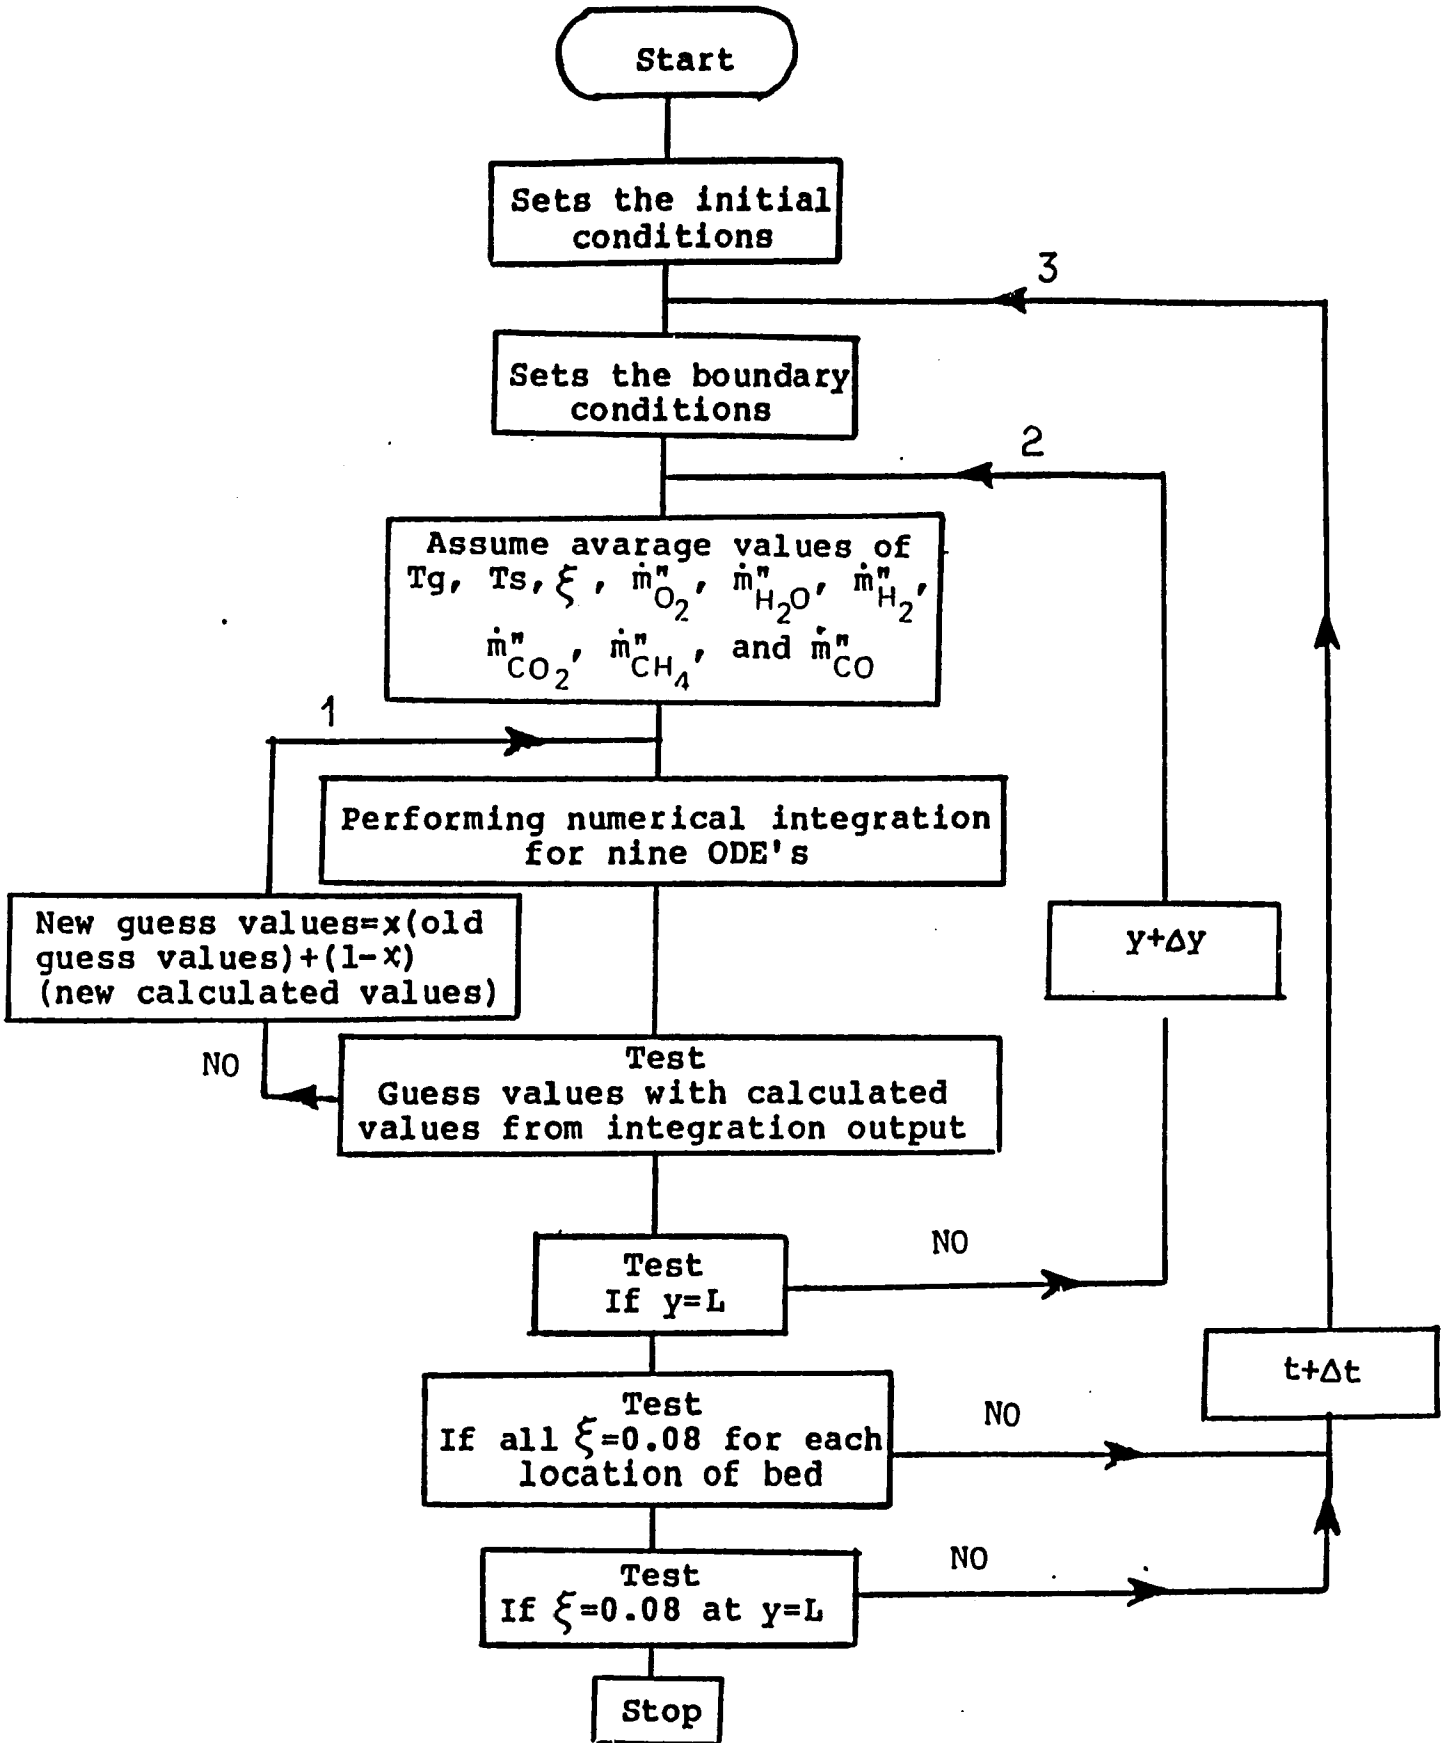 Start
Sets the initial
conditions
3
Sets the boundary
conditions
2
Assume avarage values of
Tg, Ts, ξ, ṁ"O₂, ṁ"H₂O, ṁ"H₂,
ṁ"CO₂, ṁ"CH₄, and ṁ"CO
1
Performing numerical integration
for nine ODE's
New guess values=x(old
guess values)+(1-x)
(new calculated values)
y+Δy
NO
Test
Guess values with calculated
values from integration output
Test
If y=L
NO
t+Δt
Test
If all ξ=0.08 for each
location of bed
NO
Test
If ξ=0.08 at y=L
NO
Stop